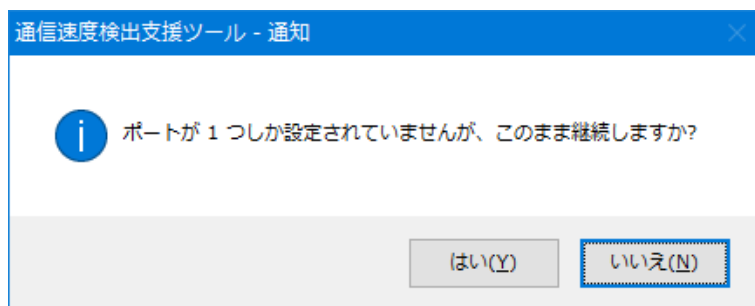 通信速度検出支援ツール - 通知
ポートが 1 つしか設定されていませんが、このまま継続しますか?
はい(Y)
いいえ(N)